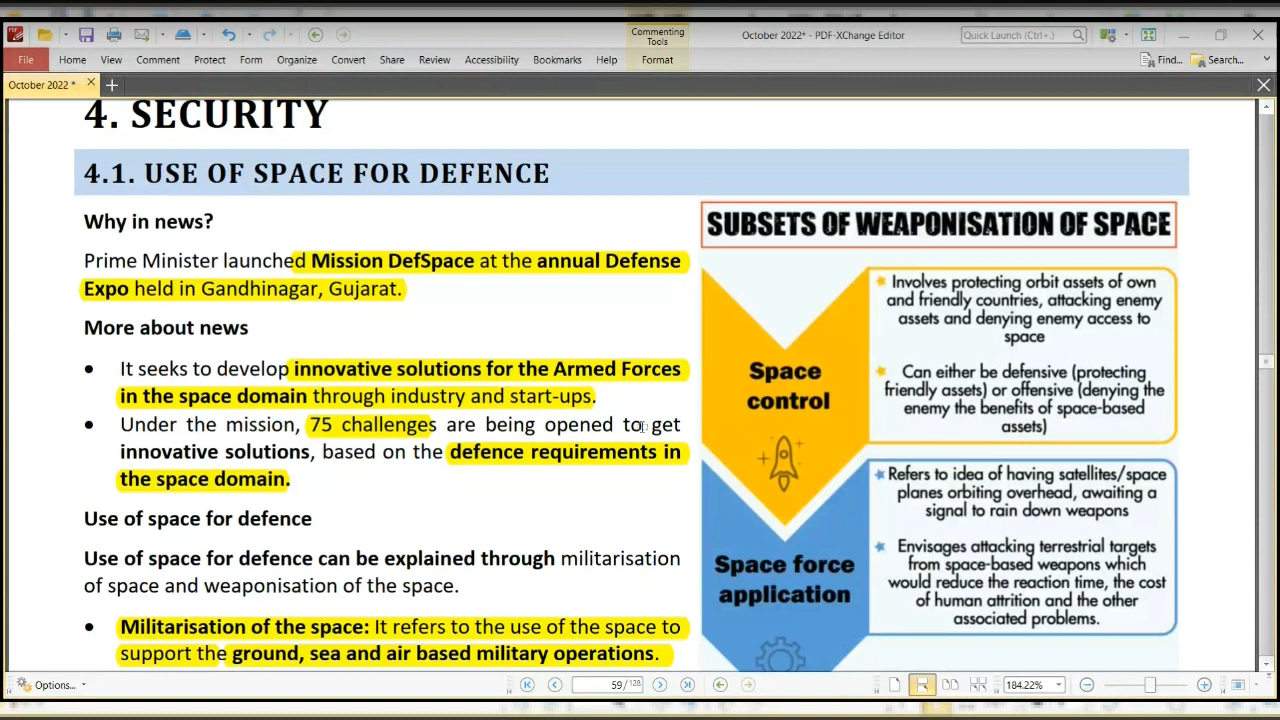 Commenting
Tools
October 2022* - PDF-XChange Editor
Quick Launch (Ctrl+.)
File
Home
View
Comment
Protect
Form
Organize
Convert
Share
Review
Accessibility
Bookmarks
Help
Format
Find...
Search...
October 2022 *
4. SECURITY
4.1. USE OF SPACE FOR DEFENCE
Why in news?
Prime Minister launched Mission DefSpace at the annual Defense
Expo held in Gandhinagar, Gujarat.
More about news
• It seeks to develop innovative solutions for the Armed Forces
in the space domain through industry and start-ups.
• Under the mission, 75 challenges are being opened to get
innovative solutions, based on the defence requirements in
the space domain.
Use of space for defence
Use of space for defence can be explained through militarisation
of space and weaponisation of the space.
• Militarisation of the space: It refers to the use of the space to
support the ground, sea and air based military operations.
SUBSETS OF WEAPONISATION OF SPACE
Space
control
Involves protecting orbit assets of own
and friendly countries, attacking enemy
assets and denying enemy access to
space
Can either be defensive (protecting
friendly assets) or offensive (denying the
enemy the benefits of space-based
assets)
Space force
application
Refers to idea of having satellites/space
planes orbiting overhead, awaiting a
signal to rain down weapons
Envisages attacking terrestrial targets
from space-based weapons which
would reduce the reaction time, the cost
of human attrition and the other
associated problems.
Options...
59 / 128
184.22%